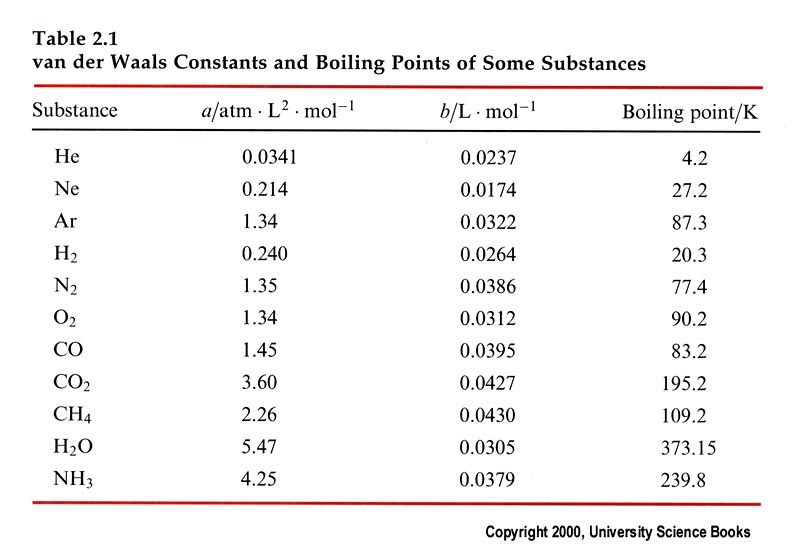 Table 2.1
van der Waals Constants and Boiling Points of Some Substances
Substance a/atm · L² · mol⁻¹ b/L · mol⁻¹ Boiling point/K
He 0.0341 0.0237 4.2
Ne 0.214 0.0174 27.2
Ar 1.34 0.0322 87.3
H₂ 0.240 0.0264 20.3
N₂ 1.35 0.0386 77.4
O₂ 1.34 0.0312 90.2
CO 1.45 0.0395 83.2
CO₂ 3.60 0.0427 195.2
CH₄ 2.26 0.0430 109.2
H₂O 5.47 0.0305 373.15
NH₃ 4.25 0.0379 239.8
Copyright 2000, University Science Books